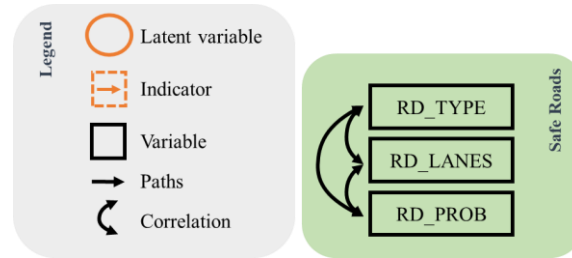 Legend
Latent variable
Indicator
Variable
Paths
Correlation
RD_TYPE
RD_LANES
RD_PROB
Safe Roads